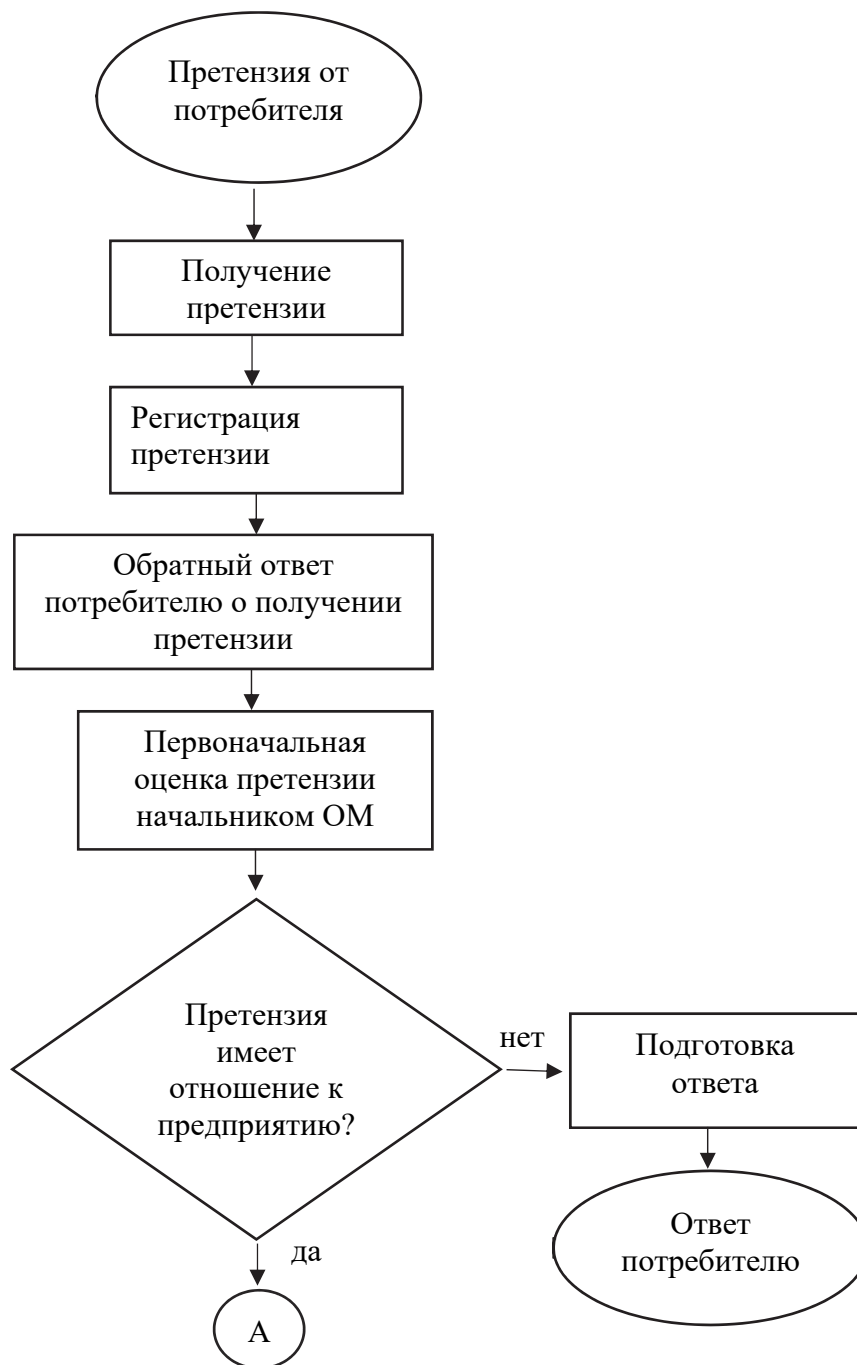 Претензия от
потребителя
Получение
претензии
Регистрация
претензии
Обратный ответ
потребителю о получении
претензии
Первоначальная
оценка претензии
начальником ОМ
Претензия
имеет
отношение к
предприятию?
нет
Подготовка
ответа
Ответ
потребителю
да
А